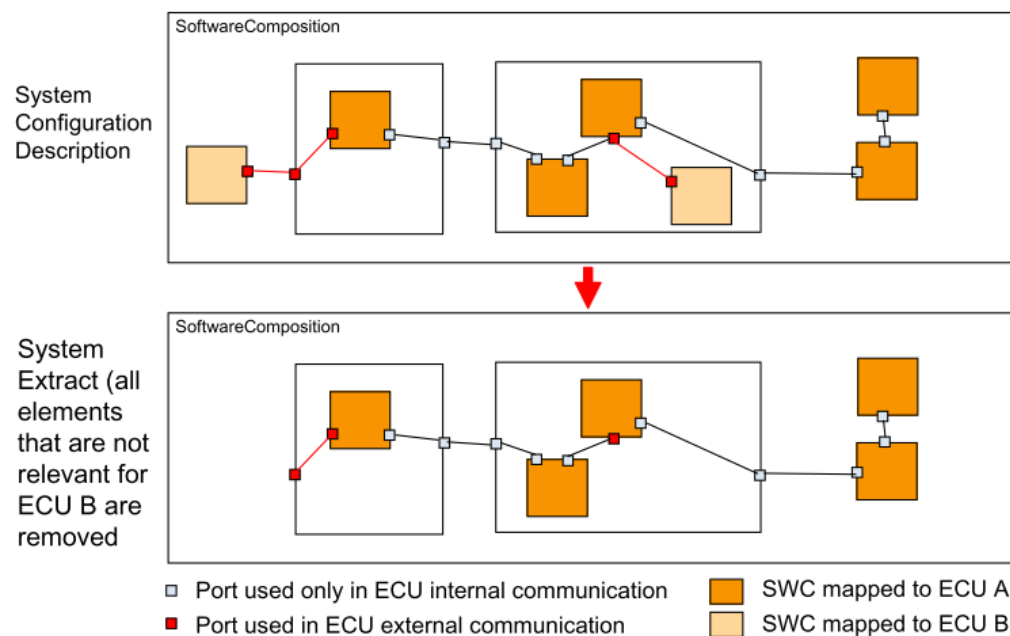 SoftwareComposition
System
Configuration
Description
SoftwareComposition
System
Extract (all
elements
that are not
relevant for
ECU B are
removed
Port used only in ECU internal communication
SWC mapped to ECU A
Port used in ECU external communication
SWC mapped to ECU B